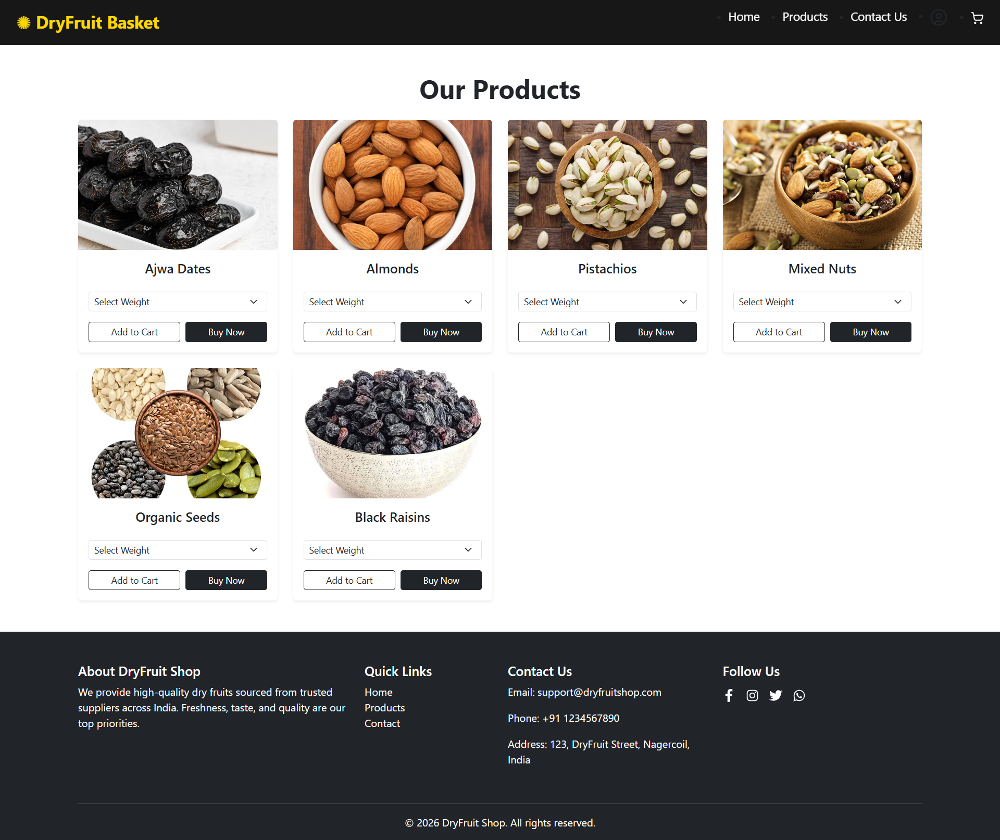 DryFruit Basket
Home
Products
Contact Us
Our Products
Ajwa Dates
Select Weight
Add to Cart
Buy Now
Almonds
Select Weight
Add to Cart
Buy Now
Pistachios
Select Weight
Add to Cart
Buy Now
Mixed Nuts
Select Weight
Add to Cart
Buy Now
Organic Seeds
Select Weight
Add to Cart
Buy Now
Black Raisins
Select Weight
Add to Cart
Buy Now
About DryFruit Shop
We provide high-quality dry fruits sourced from trusted
suppliers across India. Freshness, taste, and quality are our
top priorities.
Quick Links
Home
Products
Contact
Contact Us
Email: support@dryfruitshop.com
Phone: +91 1234567890
Address: 123, DryFruit Street, Nagercoil,
India
Follow Us
© 2026 DryFruit Shop. All rights reserved.